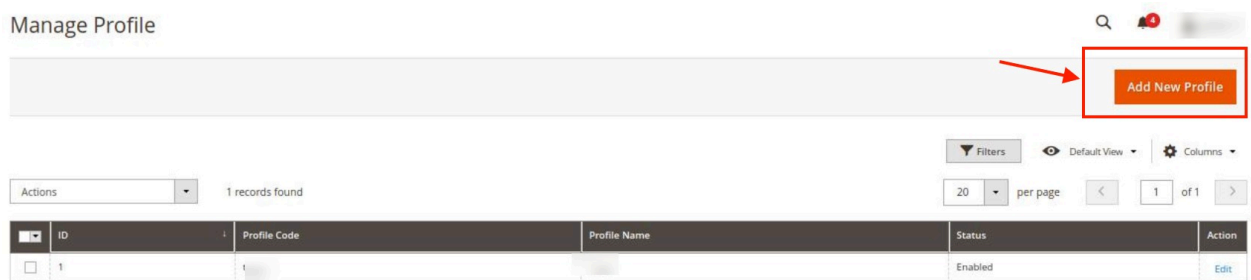 Manage Profile
4
Add New Profile
Filters Default View Columns
Actions 1 records found 20 per page 1 of 1
ID Profile Code Profile Name Status Action
1 Enabled Edit